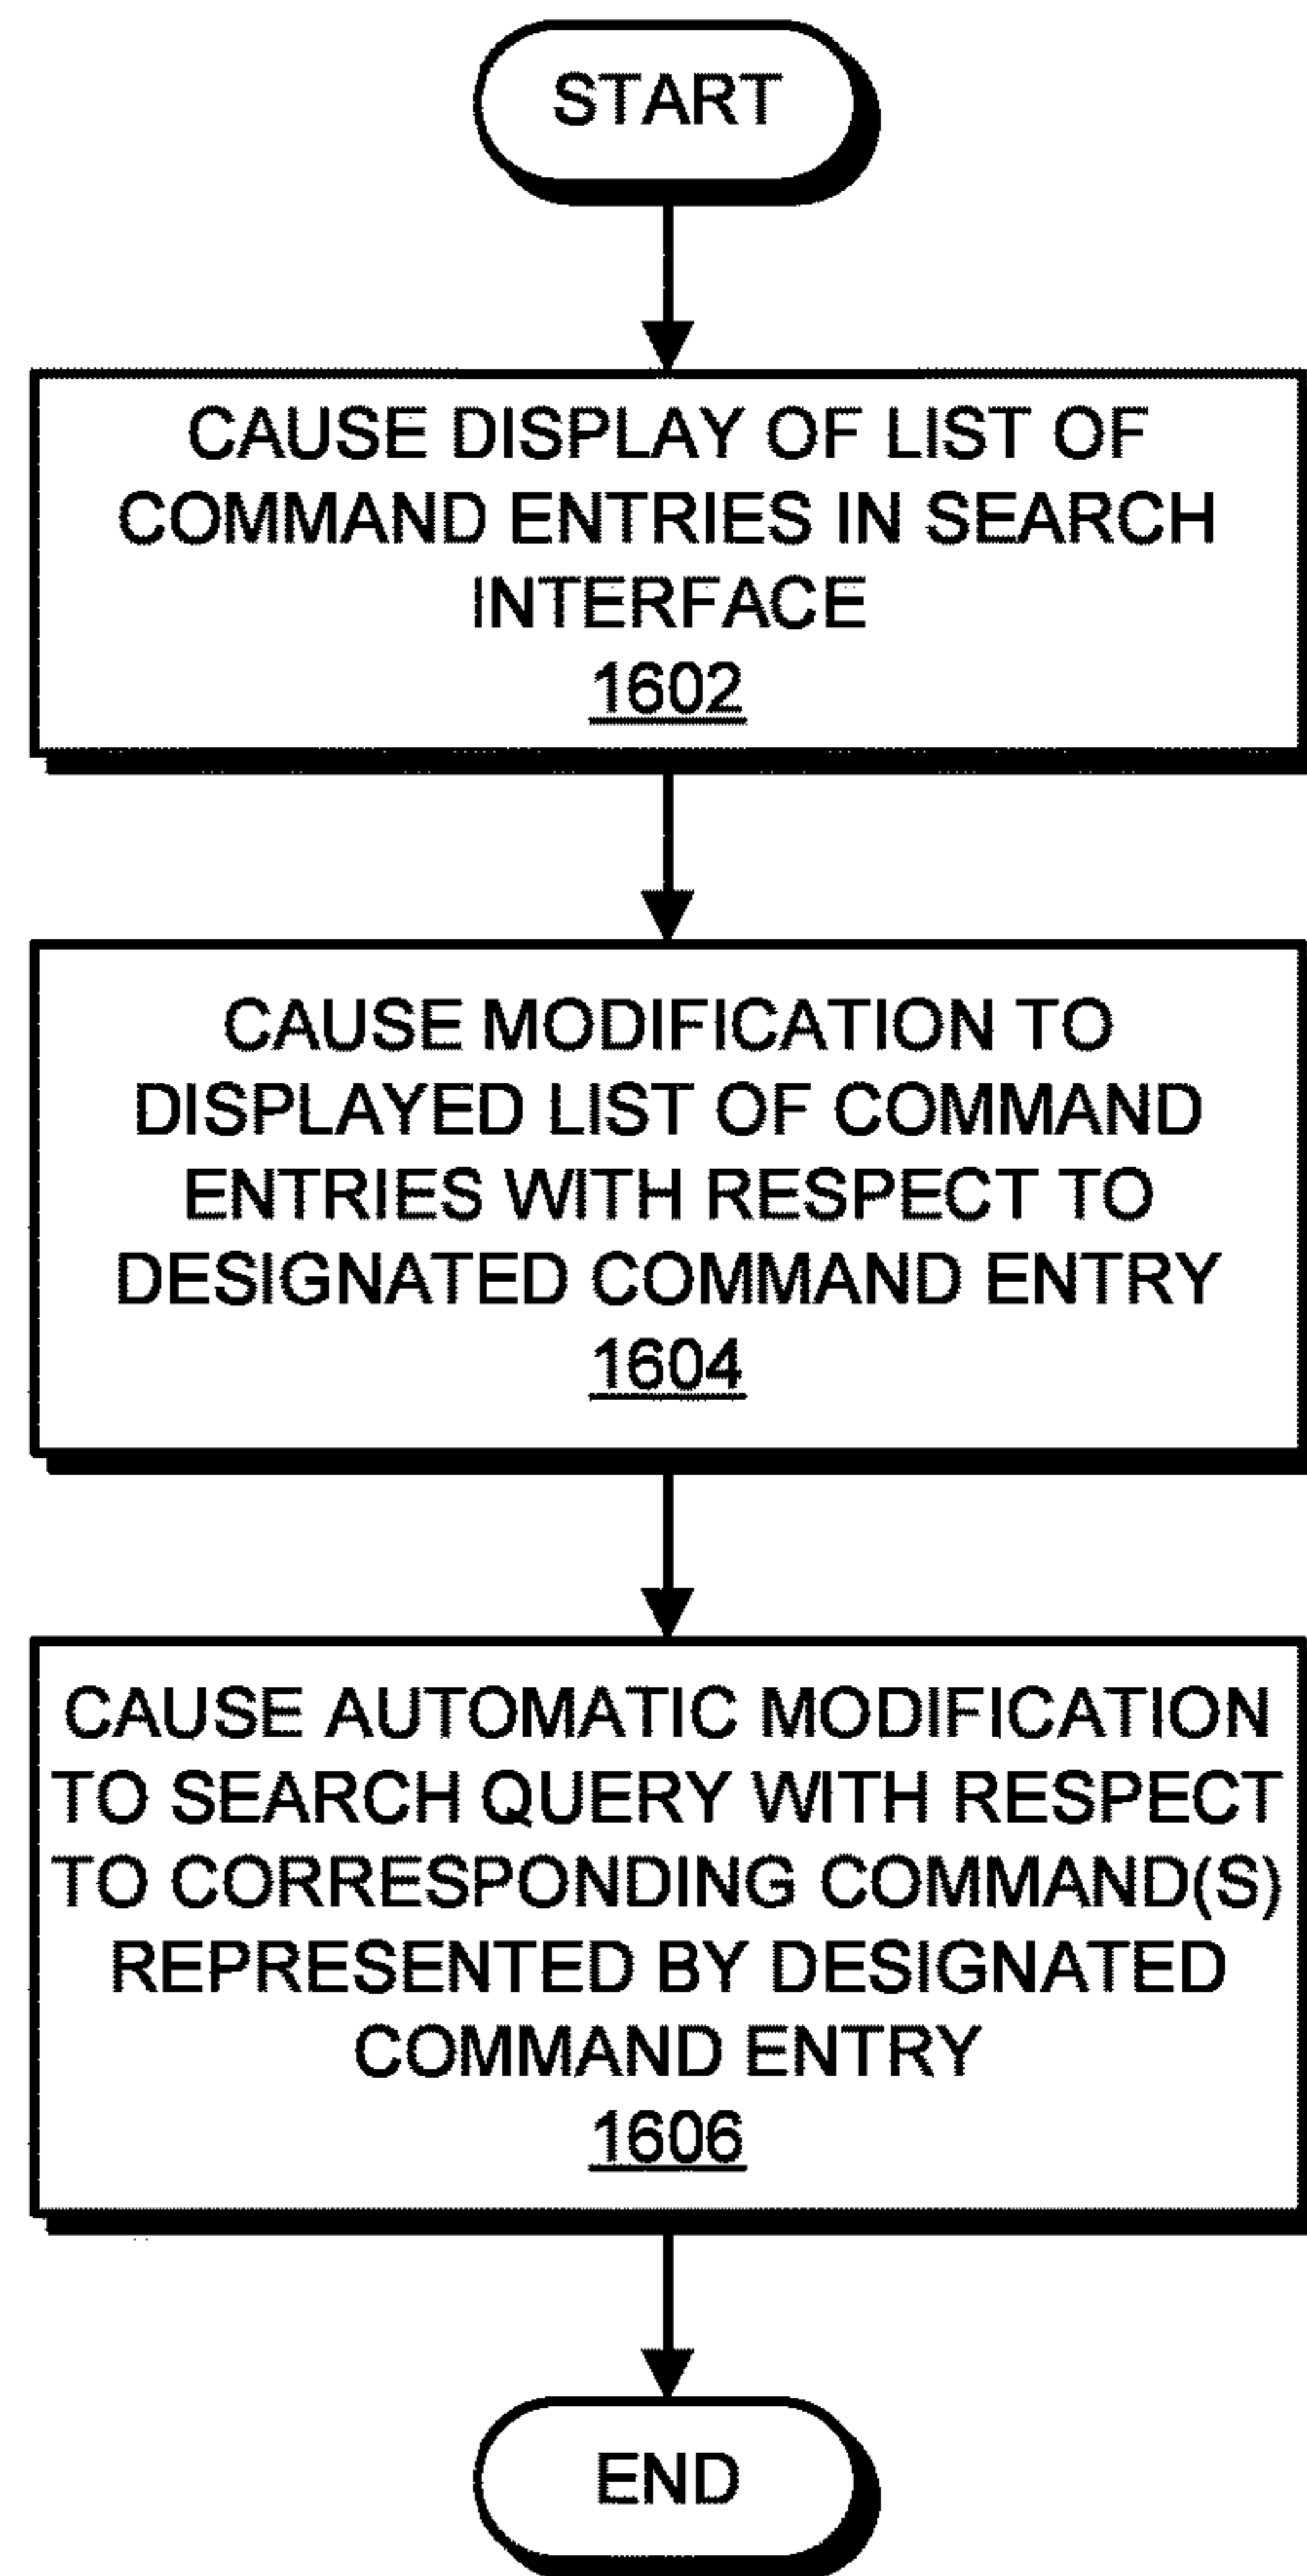 START
CAUSE DISPLAY OF LIST OF
COMMAND ENTRIES IN SEARCH
INTERFACE
1602
CAUSE MODIFICATION TO
DISPLAYED LIST OF COMMAND
ENTRIES WITH RESPECT TO
DESIGNATED COMMAND ENTRY
1604
CAUSE AUTOMATIC MODIFICATION
TO SEARCH QUERY WITH RESPECT
TO CORRESPONDING COMMAND(S)
REPRESENTED BY DESIGNATED
COMMAND ENTRY
1606
END